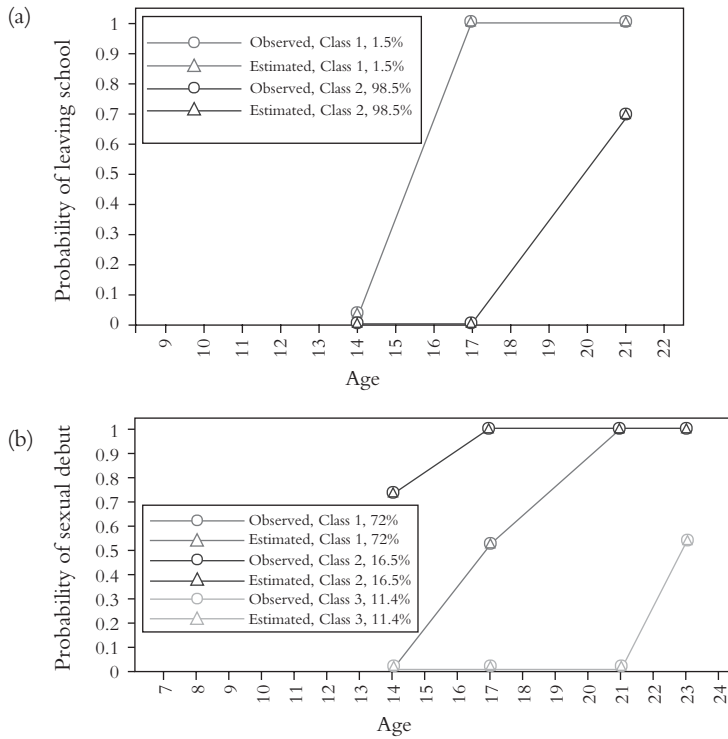 (a)
Probability of leaving school
1
0.9
0.8
0.7
0.6
0.5
0.4
0.3
0.2
0.1
0
Observed, Class 1, 1.5%
Estimated, Class 1, 1.5%
Observed, Class 2, 98.5%
Estimated, Class 2, 98.5%
9 10 11 12 13 14 15 16 17 18 19 20 21 22
Age
(b)
Probability of sexual debut
1
0.9
0.8
0.7
0.6
0.5
0.4
0.3
0.2
0.1
0
Observed, Class 1, 72%
Estimated, Class 1, 72%
Observed, Class 2, 16.5%
Estimated, Class 2, 16.5%
Observed, Class 3, 11.4%
Estimated, Class 3, 11.4%
7 8 9 10 11 12 13 14 15 16 17 18 19 20 21 22 23 24
Age